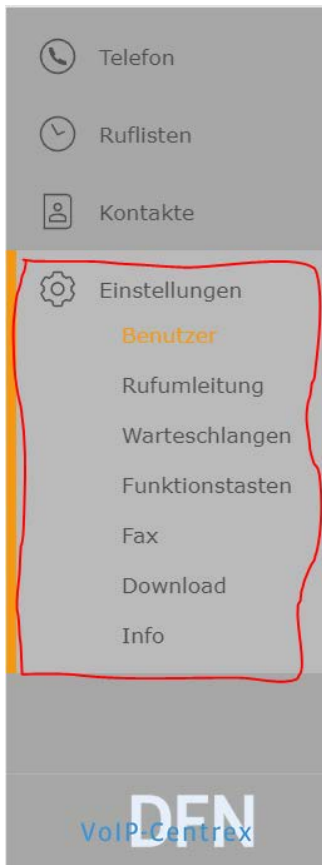 Telefon
Ruflisten
Kontakte
Einstellungen
Benutzer
Rufumleitung
Warteschlangen
Funktionstasten
Fax
Download
Info
DFN
VoIP-Centrex